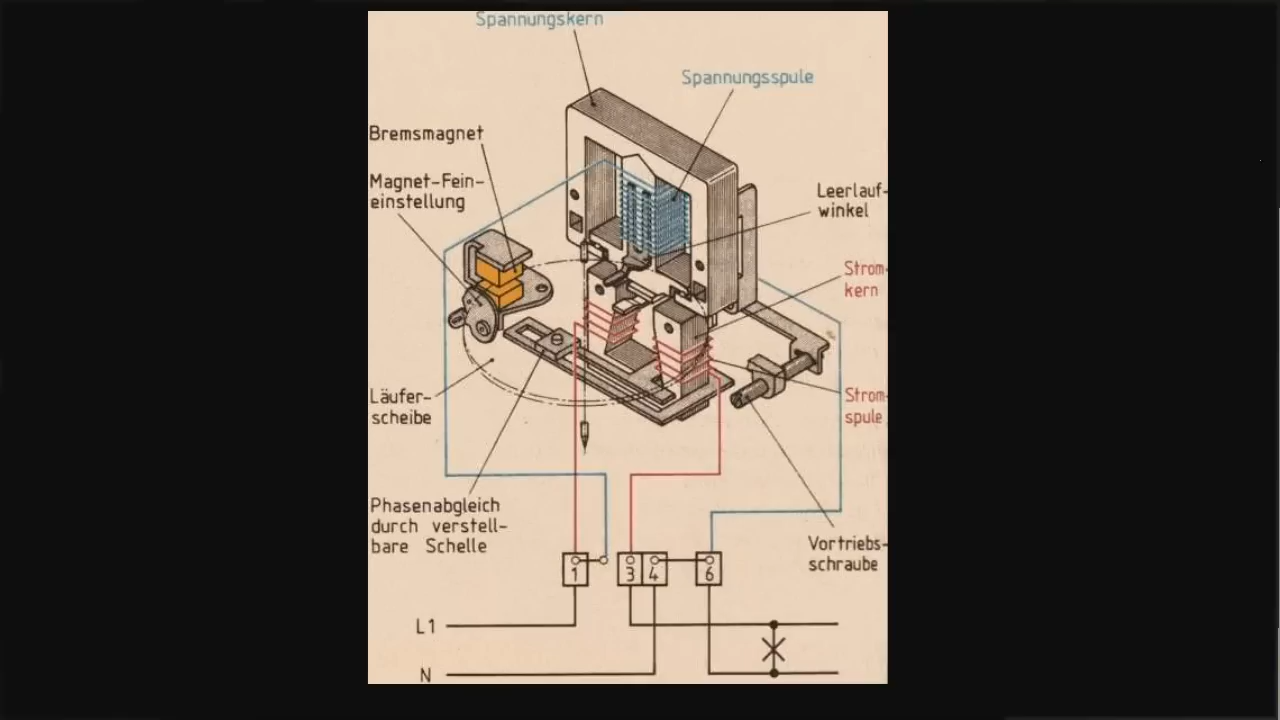 Spannungskern
Spannungsspule
Bremsmagnet
Magnet-Fein-
einstellung
Leerlauf-
winkel
Strom-
kern
Läufer-
scheibe
Strom-
spule
Phasenabgleich
durch verstell-
bare Schelle
Vortriebs-
schraube
1
3
4
6
L1
N